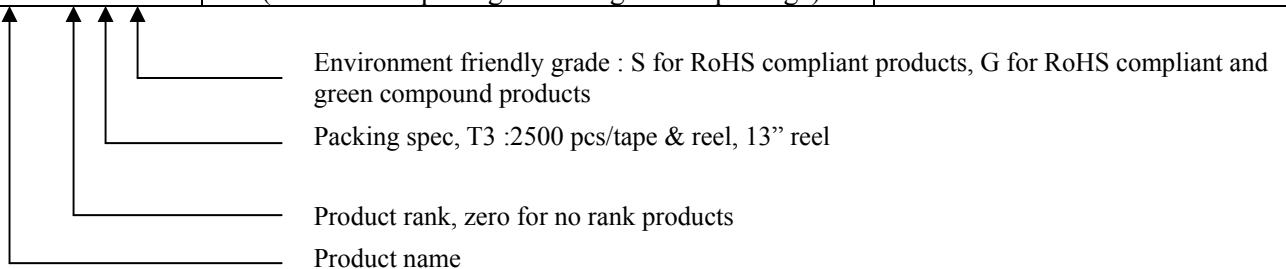 Environment friendly grade : S for RoHS compliant products, G for RoHS compliant and
green compound products
Packing spec, T3 :2500 pcs/tape & reel, 13” reel
Product rank, zero for no rank products
Product name